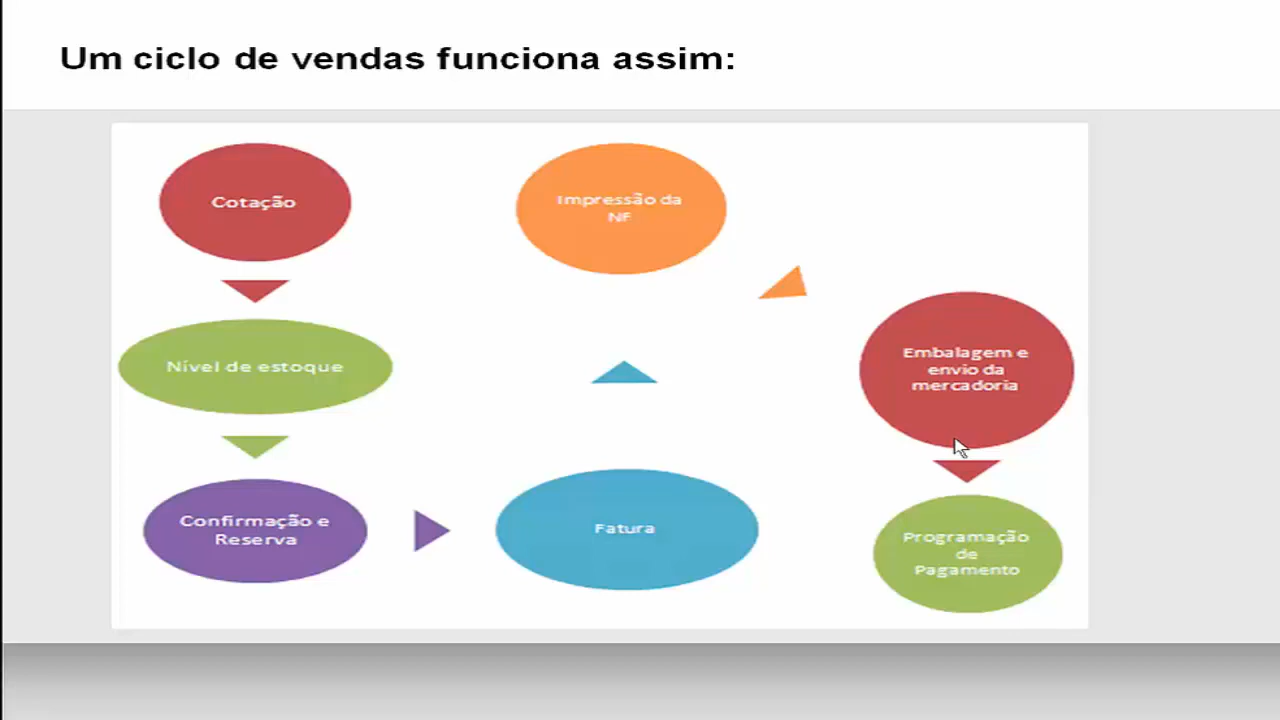 Um ciclo de vendas funciona assim:
Cotação
Nível de estoque
Confirmação e
Reserva
Fatura
Impressão da
NF
Embalagem e
envio da
mercadoria
Programação
de
Pagamento